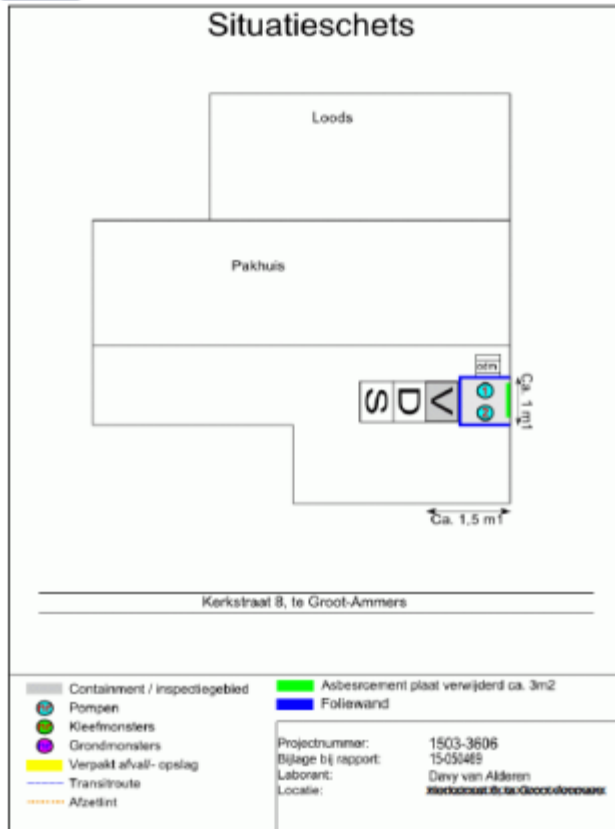 Situatieschets
Loods
Pakhuis
1
2
Ca. 1 m1
S D V
Ca. 1,5 m1
Kerkstraat 8, te Groot-Ammers
Containment / inspectiegebied
Pompen
Kleefmonsters
Grondmonsters
Verpakt afval/- opslag
Transitroute
Afzetlint
Asbestcement plaat verwijderd ca. 3m2
Foliewand
Projectnummer: 1503-3606
Bijlage bij rapport: 15-050469
Laborant: Davy van Alderen
Locatie: